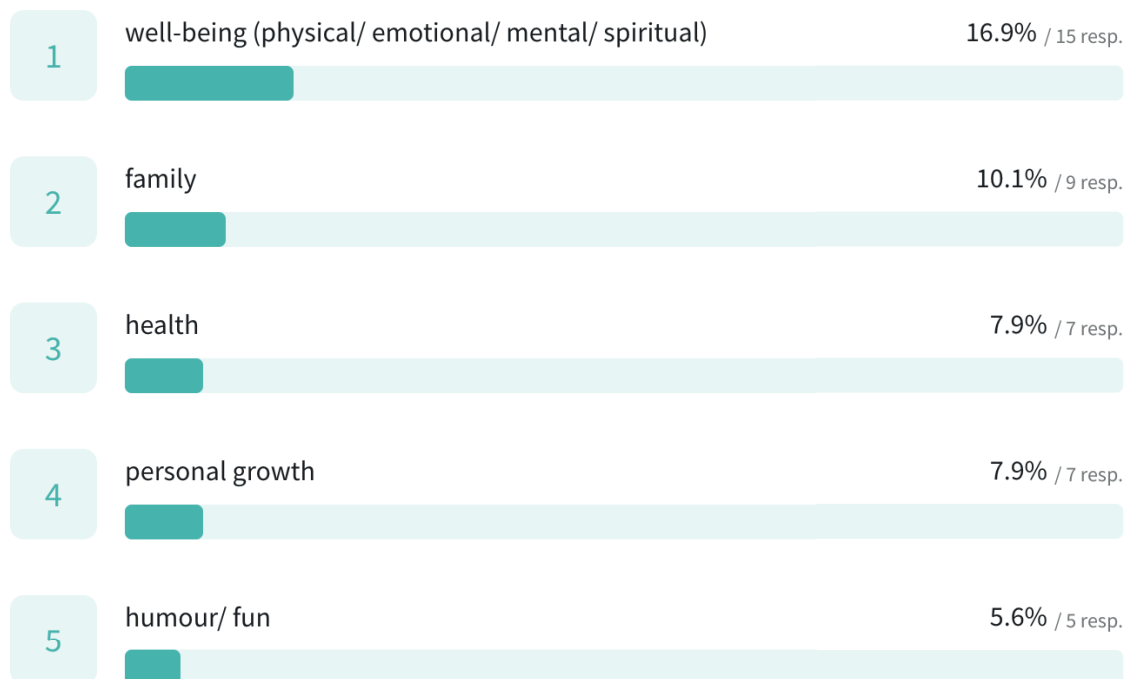 1
well-being (physical/ emotional/ mental/ spiritual) 16.9% / 15 resp.
2
family 10.1% / 9 resp.
3
health 7.9% / 7 resp.
4
personal growth 7.9% / 7 resp.
5
humour/ fun 5.6% / 5 resp.